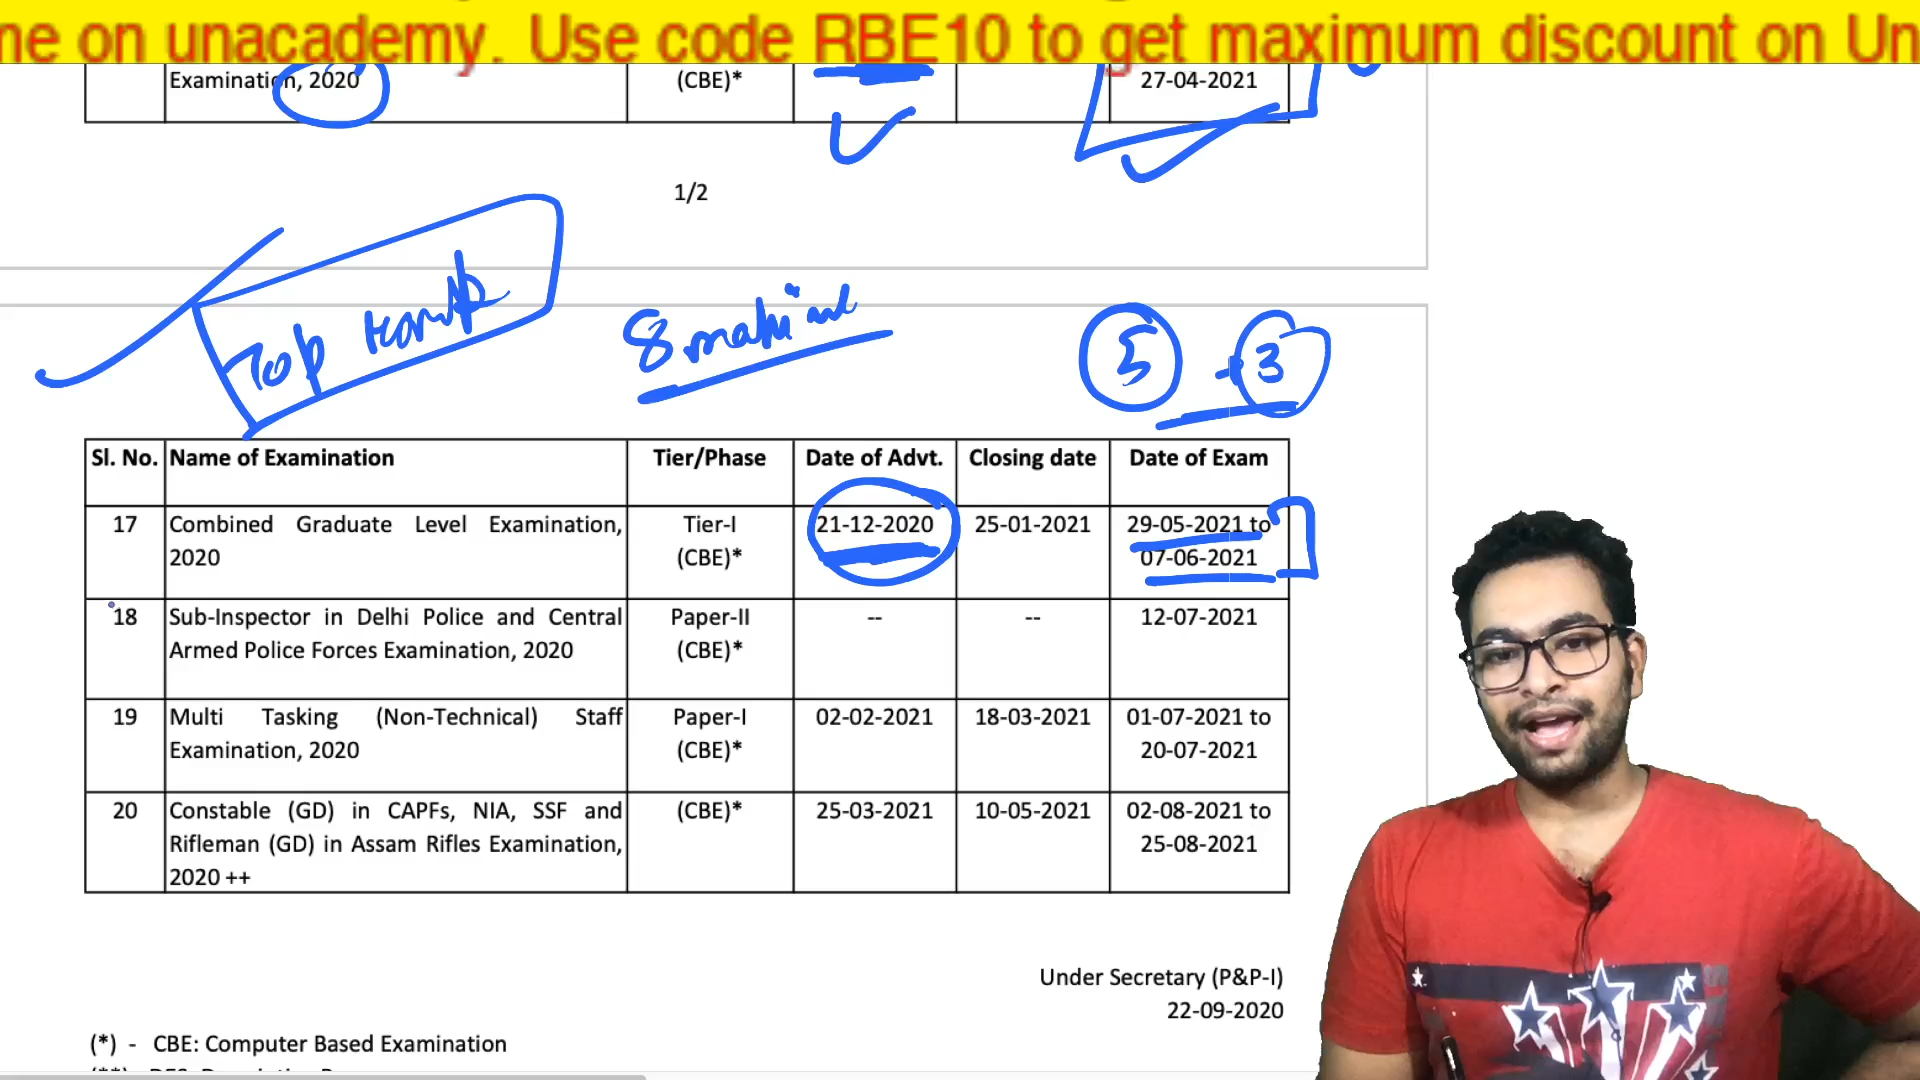 ne on unacademy. Use code RBE10 to get maximum discount on Un
Examination, 2020 (CBE)* 27-04-2021
1/2
Top
8
5 + 3
Sl. No. Name of Examination Tier/Phase Date of Advt. Closing date Date of Exam
17 Combined Graduate Level Examination, Tier-I 21-12-2020 25-01-2021 29-05-2021 to
2020 (CBE)* 07-06-2021
18 Sub-Inspector in Delhi Police and Central Paper-II -- -- 12-07-2021
Armed Police Forces Examination, 2020 (CBE)*
19 Multi Tasking (Non-Technical) Staff Paper-I 02-02-2021 18-03-2021 01-07-2021 to
Examination, 2020 (CBE)* 20-07-2021
20 Constable (GD) in CAPFs, NIA, SSF and (CBE)* 25-03-2021 10-05-2021 02-08-2021 to
Rifleman (GD) in Assam Rifles Examination, 25-08-2021
2020 ++
Under Secretary (P&P-I)
22-09-2020
(*) - CBE: Computer Based Examination